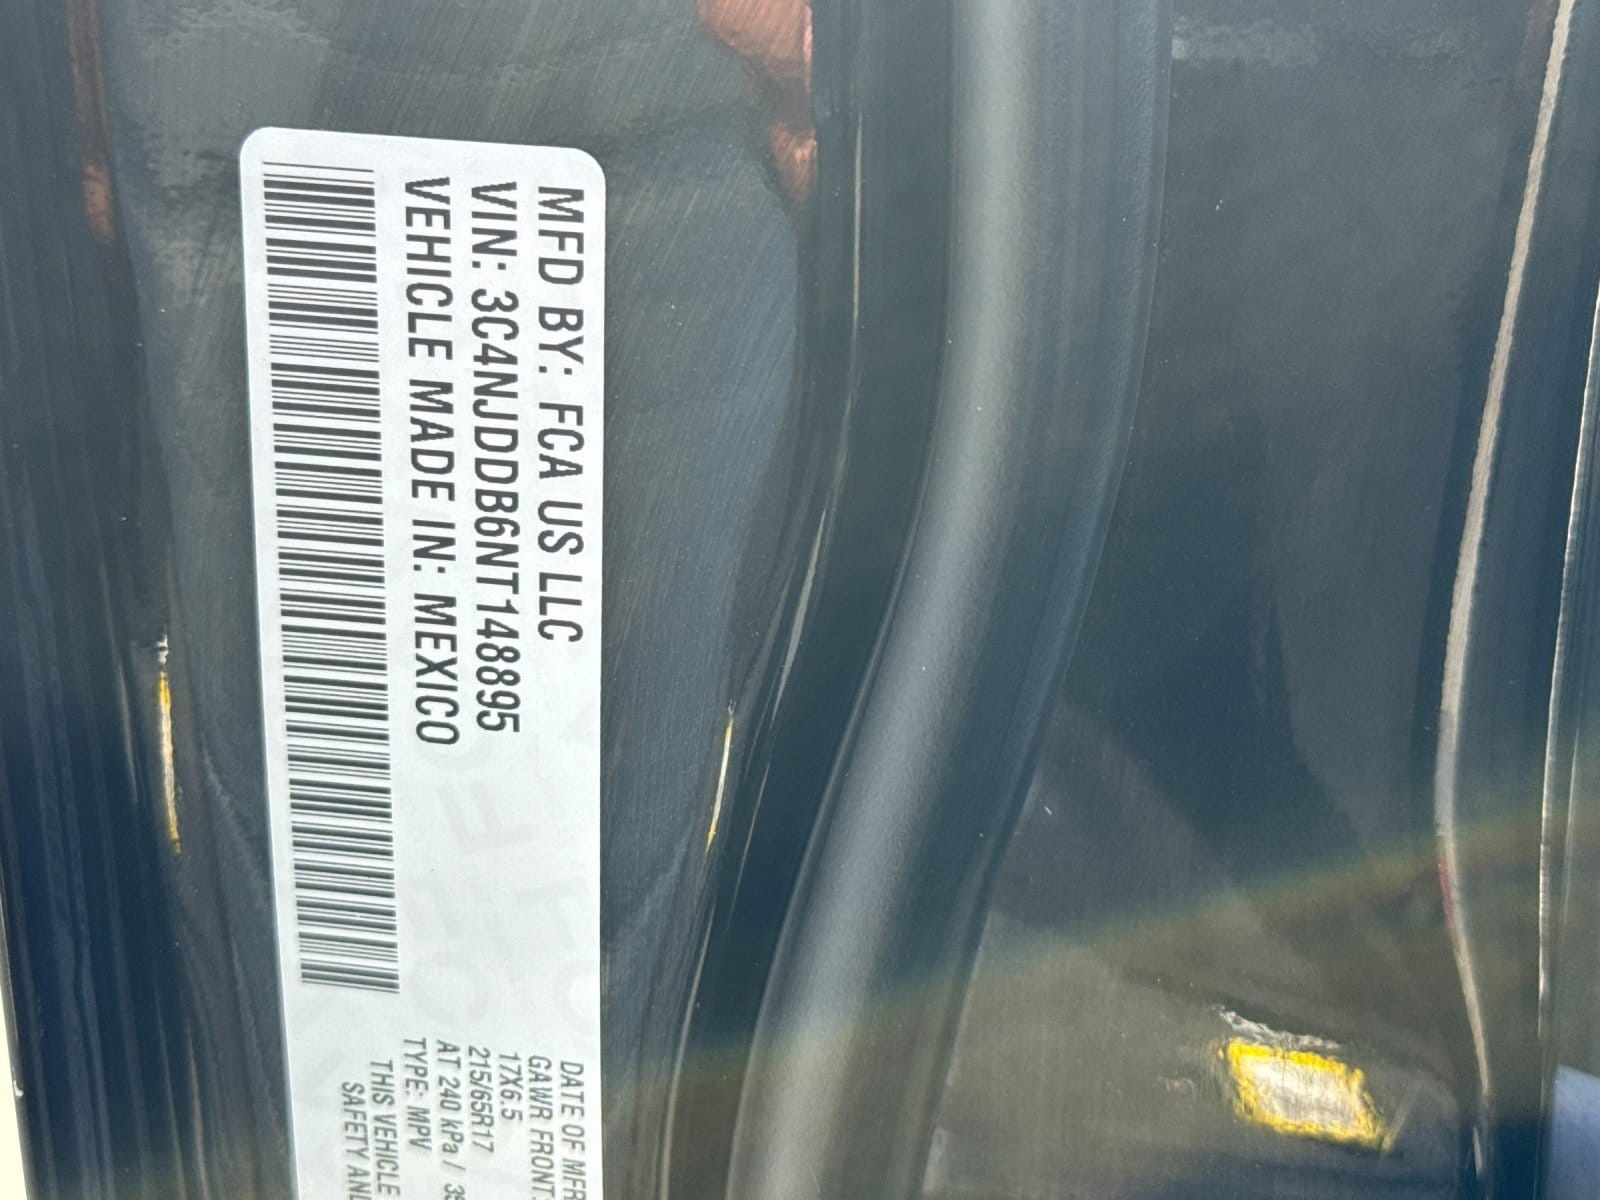 MFD BY: FCA US LLC
VIN: 3C4NJDDB6NT148895
VEHICLE MADE IN: MEXICO
DATE OF MFR
GAWR FRONT:
17X6.5
215/65R17
AT 240 kPa /
TYPE: MPV
THIS VEHICLE
SAFETY